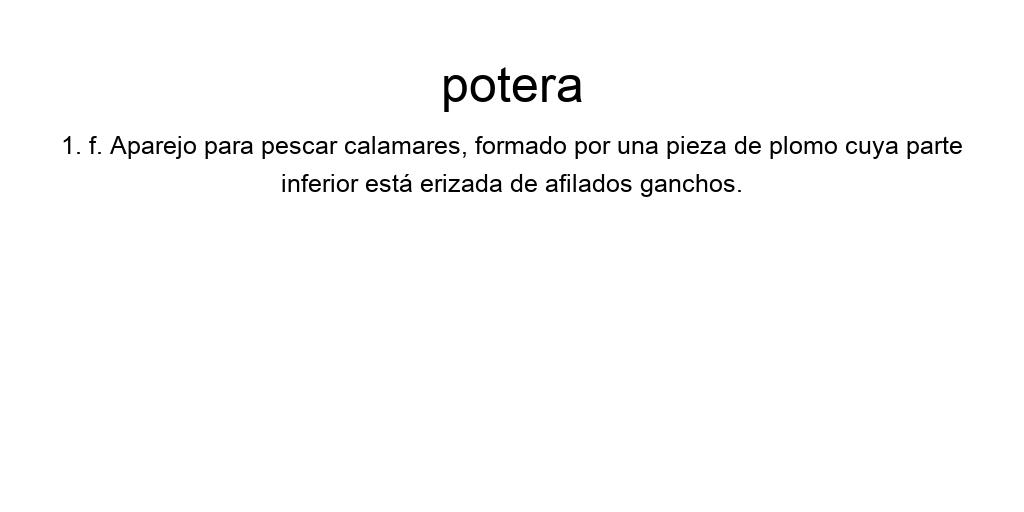 potera
1. f. Aparejo para pescar calamares, formado por una pieza de plomo cuya parte
inferior está erizada de afilados ganchos.